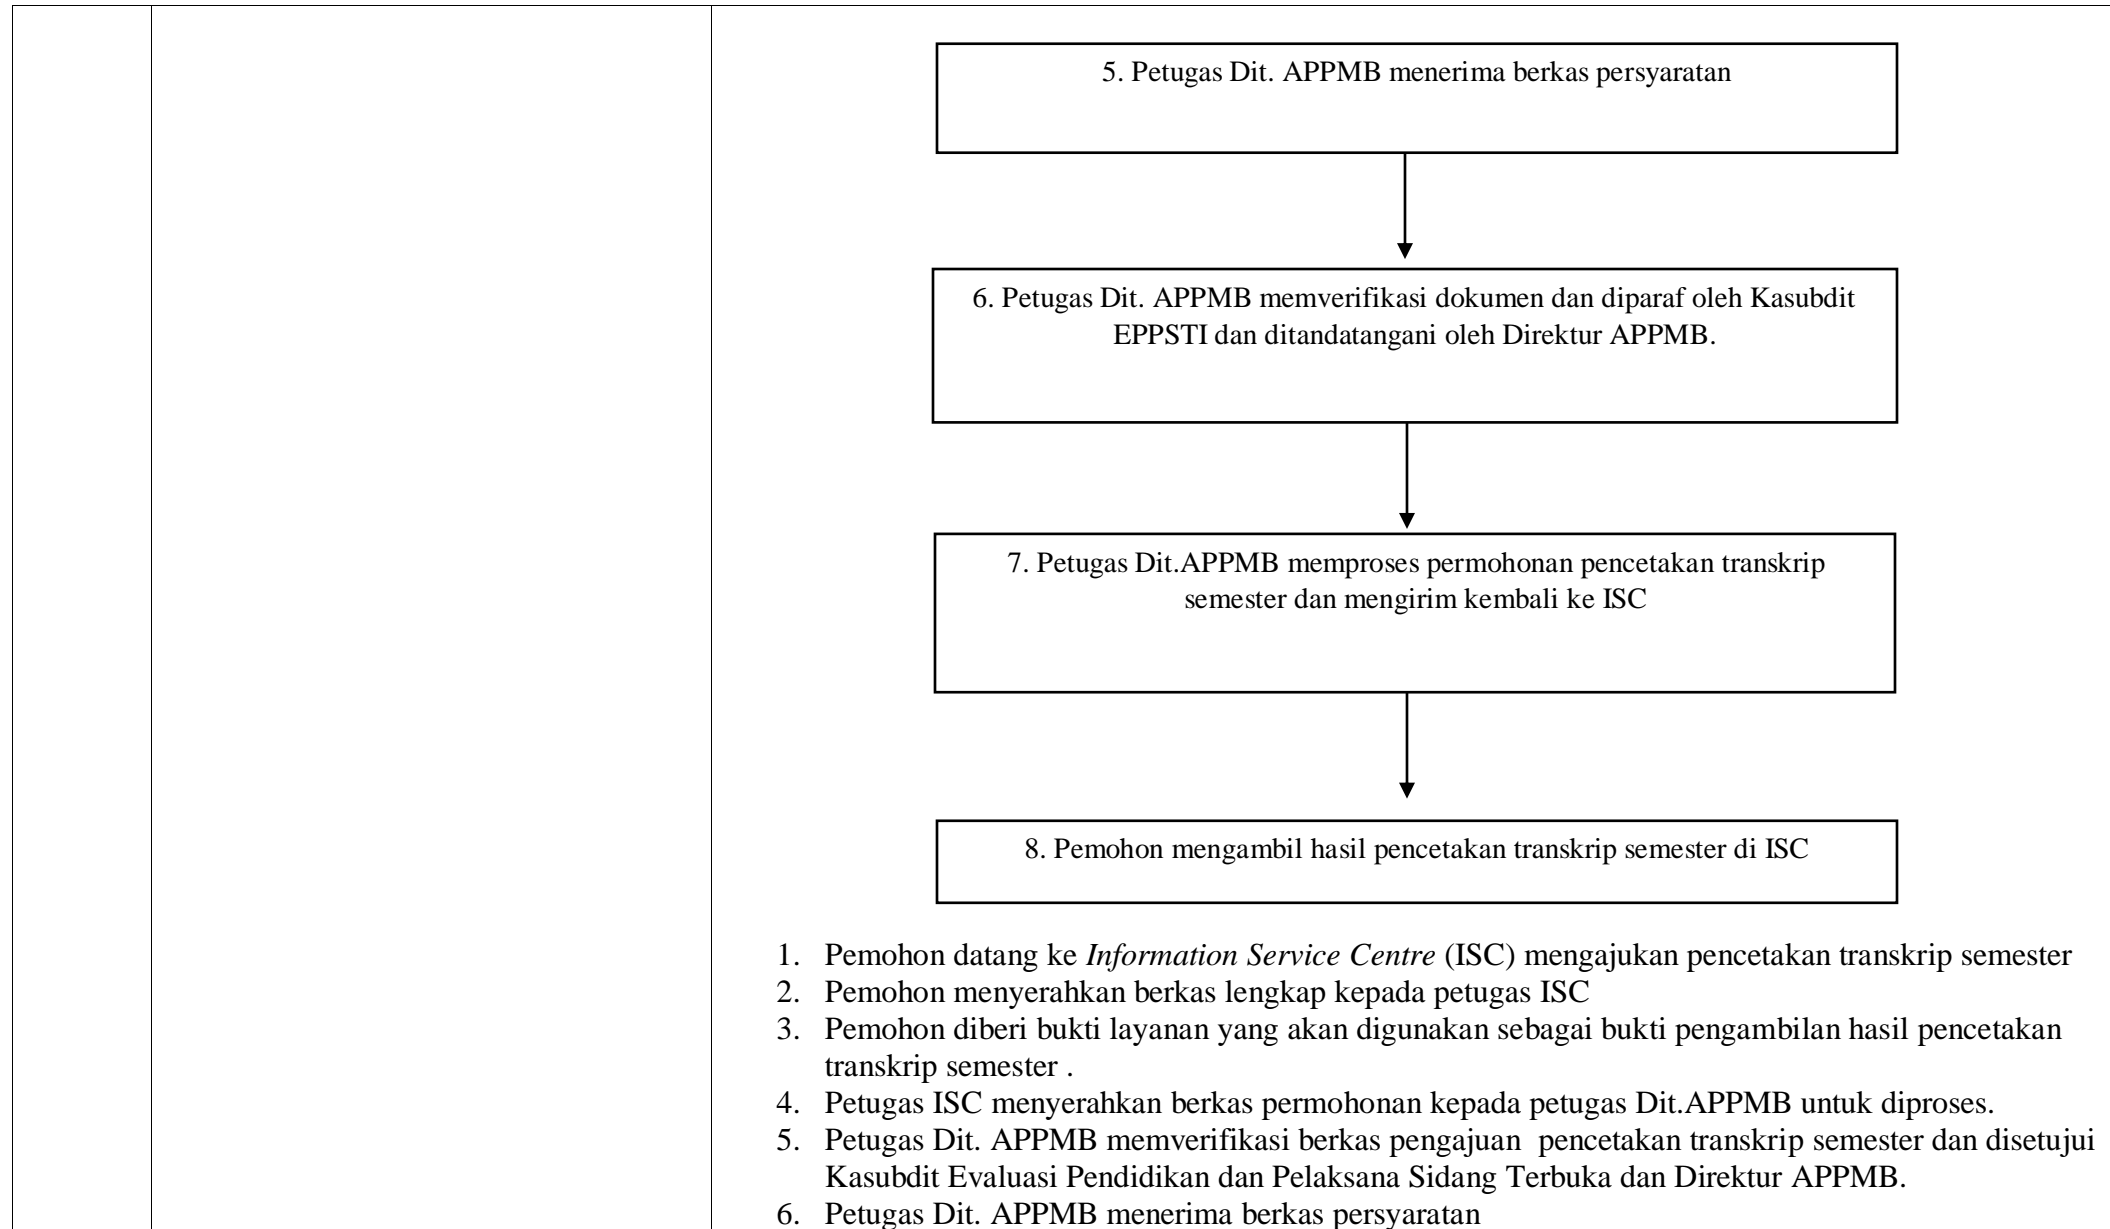 5. Petugas Dit. APPMB menerima berkas persyaratan
6. Petugas Dit. APPMB memverifikasi dokumen dan diparaf oleh Kasubdit
EPPSTI dan ditandatangani oleh Direktur APPMB.
7. Petugas Dit.APPMB memproses permohonan pencetakan transkrip
semester dan mengirim kembali ke ISC
8. Pemohon mengambil hasil pencetakan transkrip semester di ISC
1. Pemohon datang ke Information Service Centre (ISC) mengajukan pencetakan transkrip semester
2. Pemohon menyerahkan berkas lengkap kepada petugas ISC
3. Pemohon diberi bukti layanan yang akan digunakan sebagai bukti pengambilan hasil pencetakan
transkrip semester .
4. Petugas ISC menyerahkan berkas permohonan kepada petugas Dit.APPMB untuk diproses.
5. Petugas Dit. APPMB memverifikasi berkas pengajuan  pencetakan transkrip semester dan disetujui
Kasubdit Evaluasi Pendidikan dan Pelaksana Sidang Terbuka dan Direktur APPMB.
6. Petugas Dit. APPMB menerima berkas persyaratan